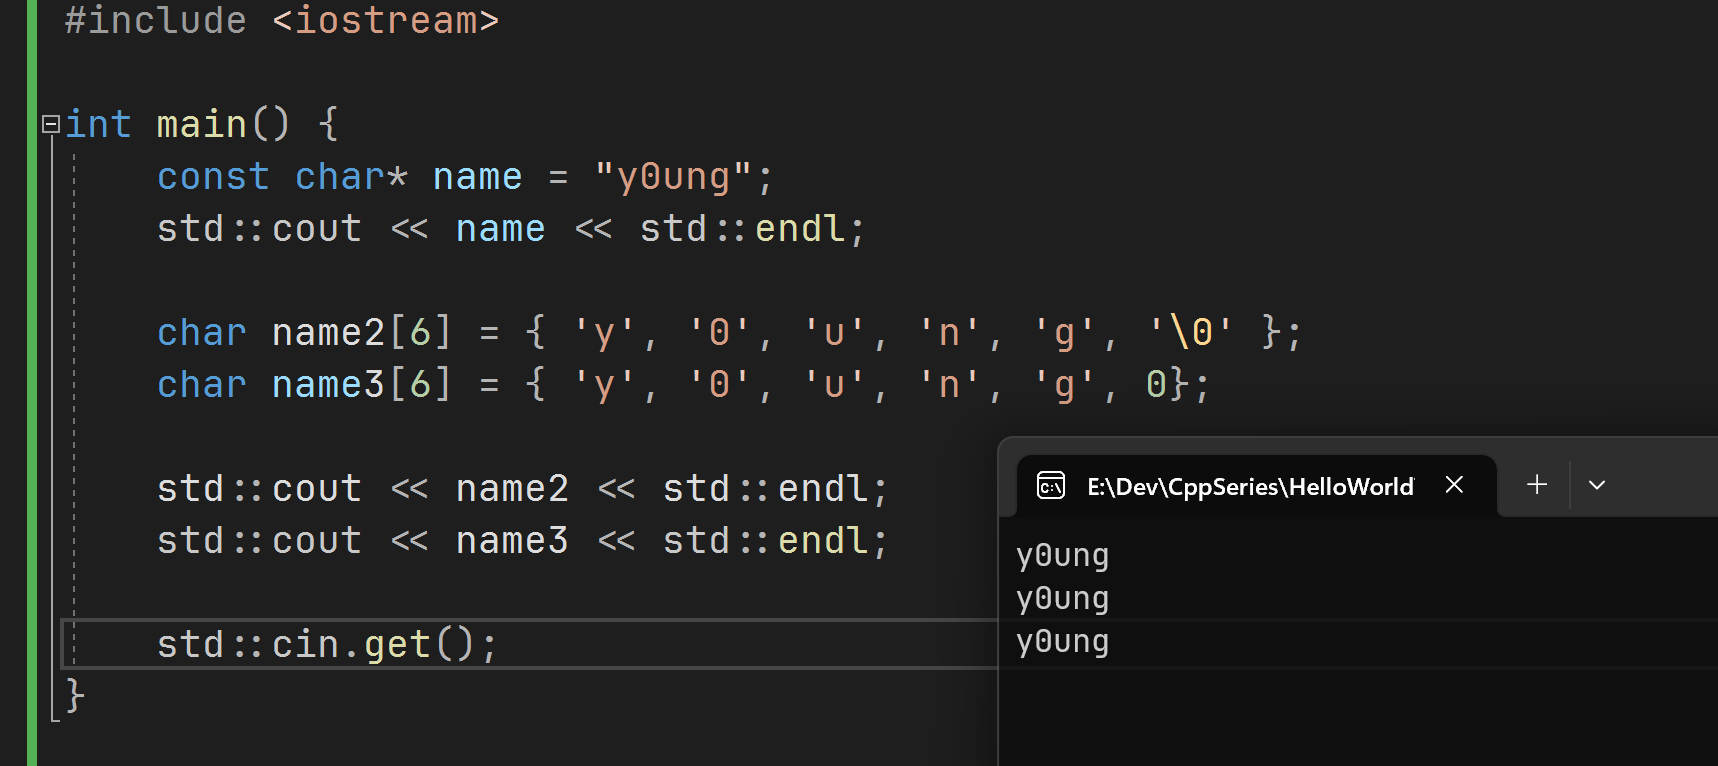 #include <iostream>
int main() {
const char* name = "y0ung";
std::cout << name << std::endl;
char name2[6] = { 'y', '0', 'u', 'n', 'g', '\0' };
char name3[6] = { 'y', '0', 'u', 'n', 'g', 0};
std::cout << name2 << std::endl;
std::cout << name3 << std::endl;
std::cin.get();
}
E:\Dev\CppSeries\HelloWorld
y0ung
y0ung
y0ung